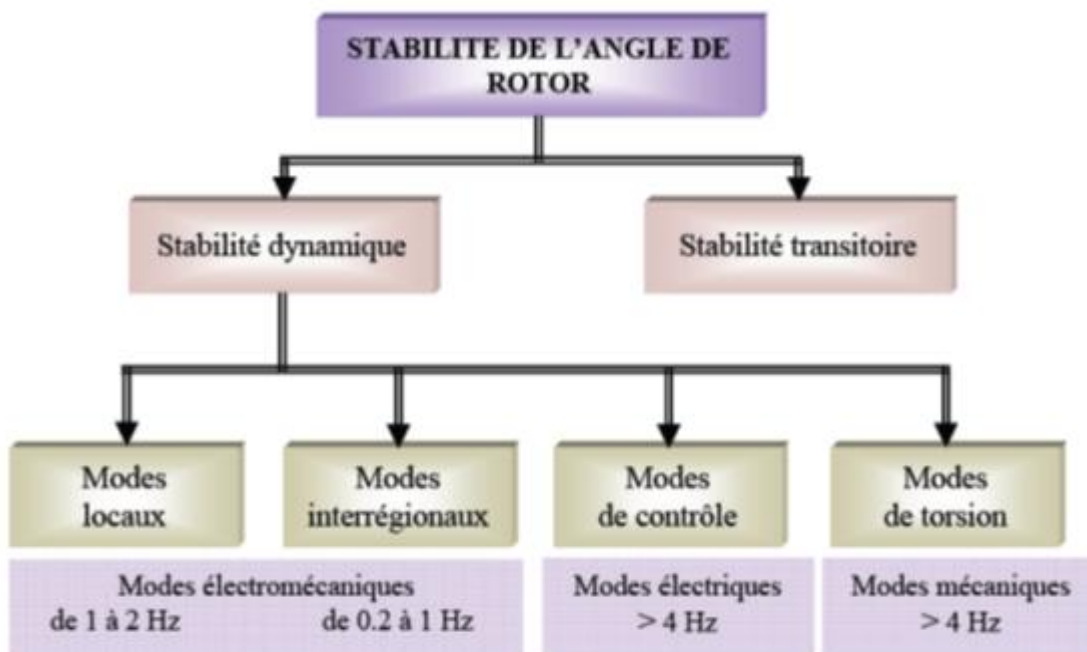 STABILITE DE L'ANGLE DE
ROTOR
Stabilité dynamique
Stabilité transitoire
Modes
locaux
Modes
interrégionaux
Modes
de contrôle
Modes
de torsion
Modes électromécaniques
de 1 à 2 Hz
de 0.2 à 1 Hz
Modes électriques
> 4 Hz
Modes mécaniques
> 4 Hz